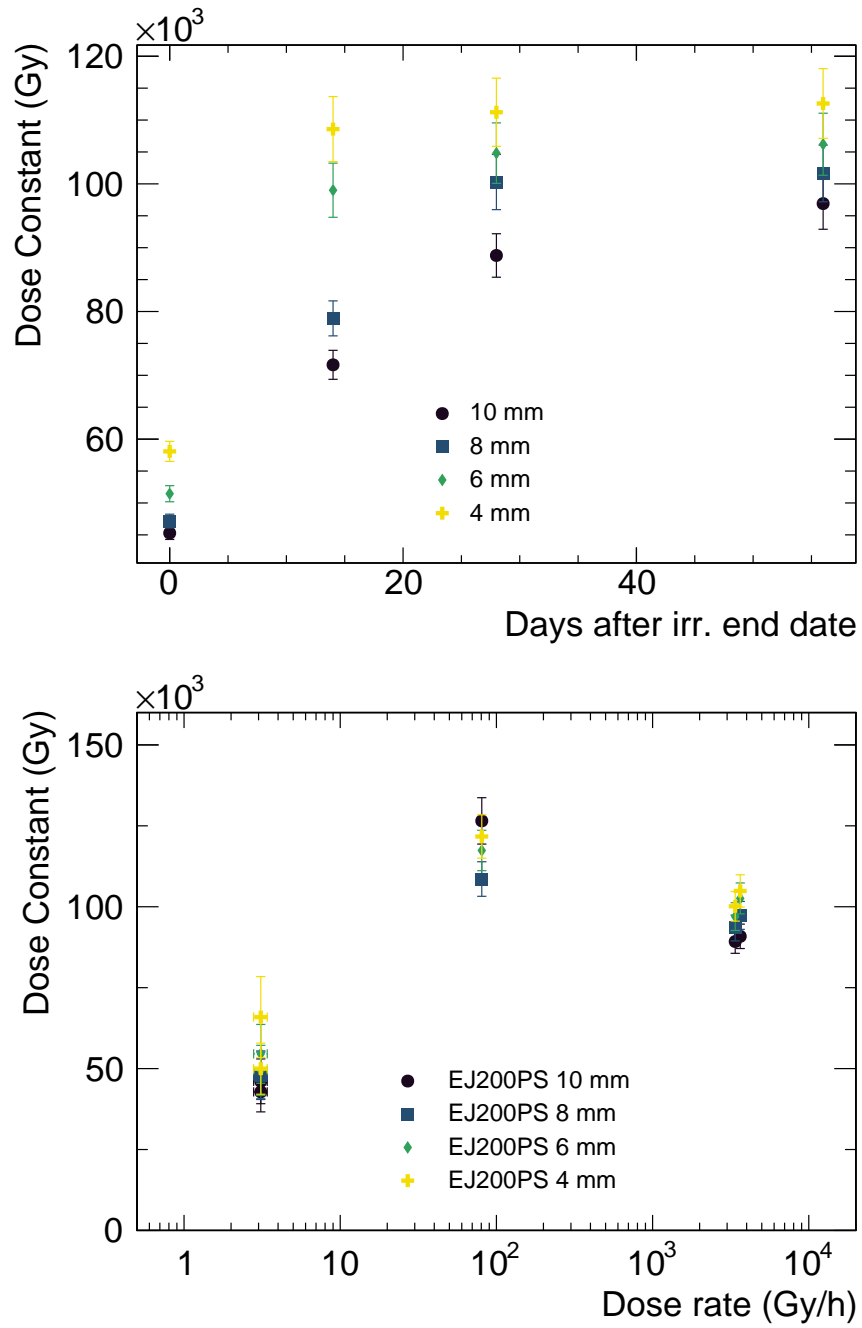 ×10³
Dose Constant (Gy)
120
100
80
60
10 mm
8 mm
6 mm
4 mm
0 20 40
Days after irr. end date
×10³
Dose Constant (Gy)
150
100
50
0
EJ200PS 10 mm
EJ200PS 8 mm
EJ200PS 6 mm
EJ200PS 4 mm
1 10 10² 10³ 10⁴
Dose rate (Gy/h)